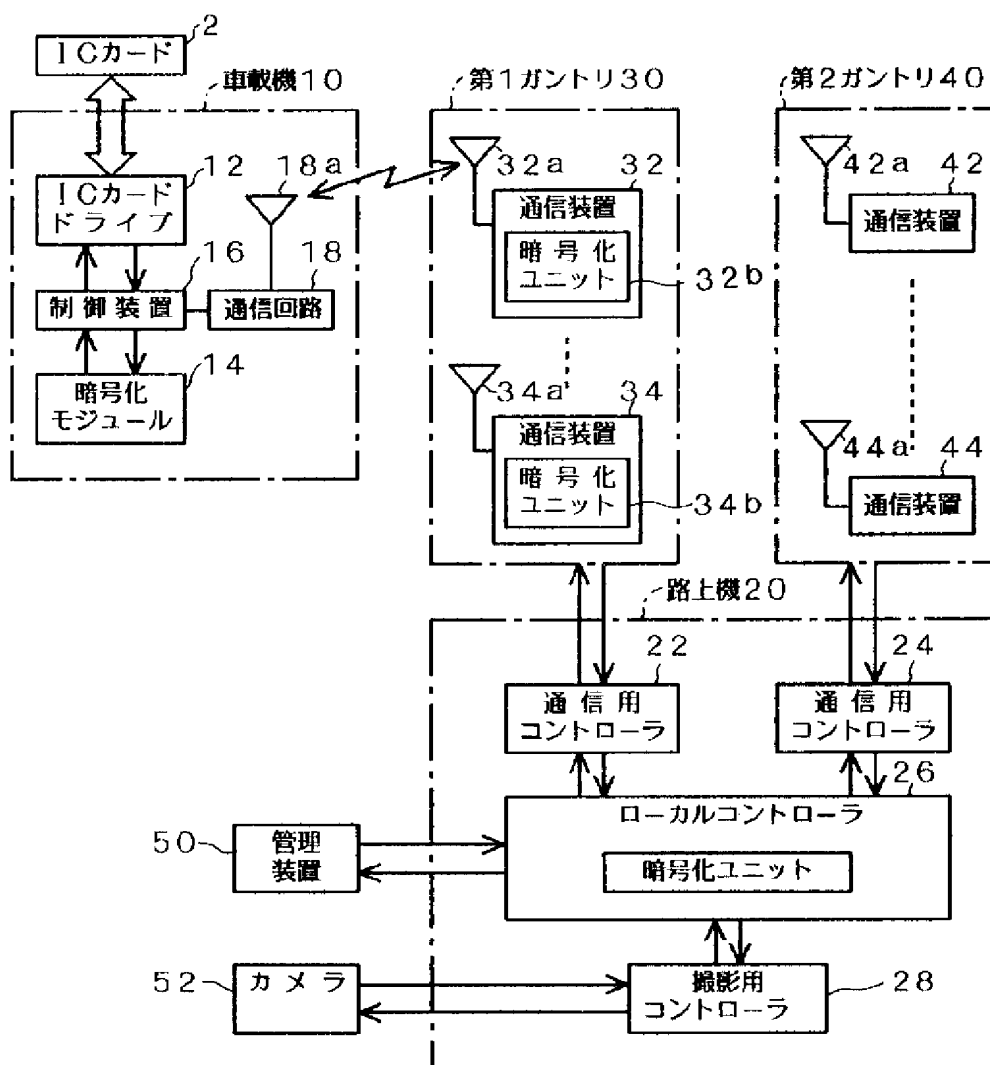 2
ICカード
車載機10
第1ガントリ30
第2ガントリ40
12
18a
32a
32
42a
42
ICカード
ドライブ
通信装置
通信装置
暗号化
ユニット
16
18
32b
制御装置
通信回路
14
34a
34
暗号化
モジュール
通信装置
44a
44
暗号化
ユニット
34b
通信装置
路上機20
22
24
通信用
コントローラ
通信用
コントローラ
26
ローカルコントローラ
50
管理
装置
暗号化ユニット
52
カメラ
撮影用
コントローラ
28